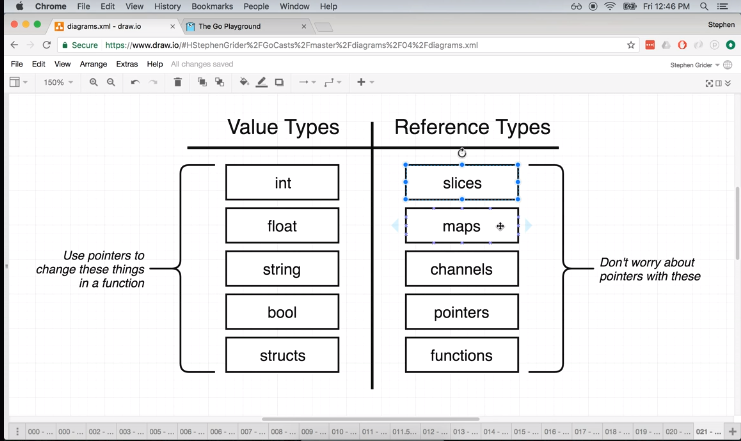 Chrome File Edit View History Bookmarks People Window Help Fri 12:46 PM
diagrams.xml - draw.io The Go Playground Stephen
Secure https://www.draw.io/#HStephenGrider%2FGoCasts%2Fmaster%2Fdiagrams%2F04%2Fdiagrams.xml
File Edit View Arrange Extras Help All changes saved Stephen Grider
150%
Value Types Reference Types
int slices
float maps
string channels
bool pointers
structs functions
Use pointers to
change these things
in a function
Don't worry about
pointers with these
000 - ... 000 - ... 002 - ... 003 - ... 005 - ... 006 - ... 007 - ... 008 - ... 009 - ... 010 - ... 011 - ... 011.5... 012 - ... 013 - ... 014 - ... 015 - ... 016 - ... 017 - ... 018 - ... 019 - ... 020 - ... 021 - ...